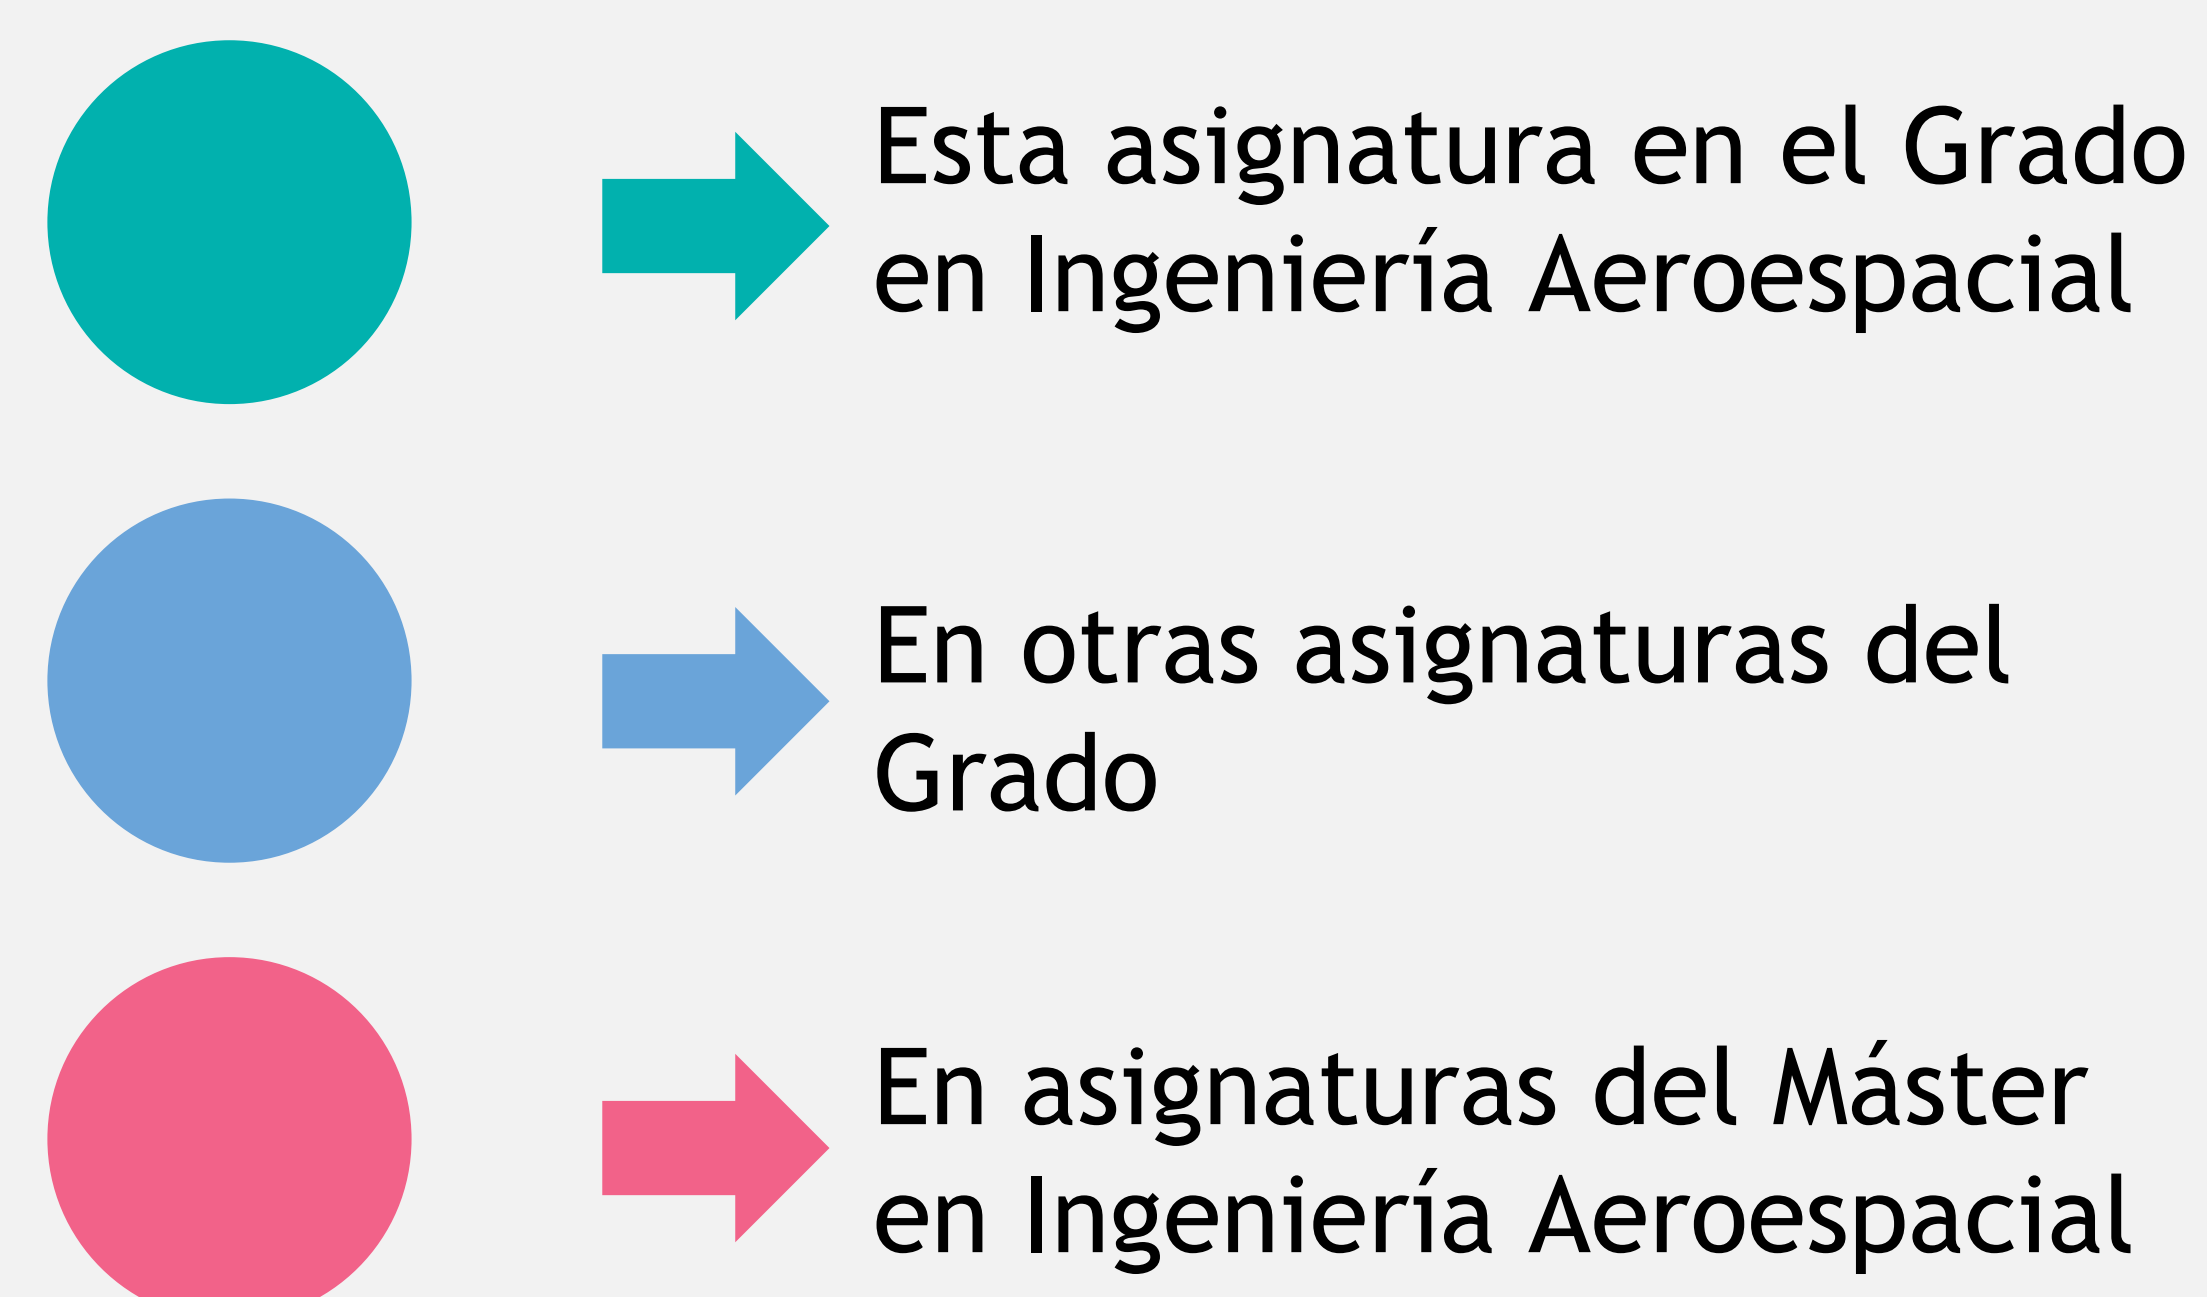 Esta asignatura en el Grado
en Ingeniería Aeroespacial
En otras asignaturas del
Grado
En asignaturas del Máster
en Ingeniería Aeroespacial